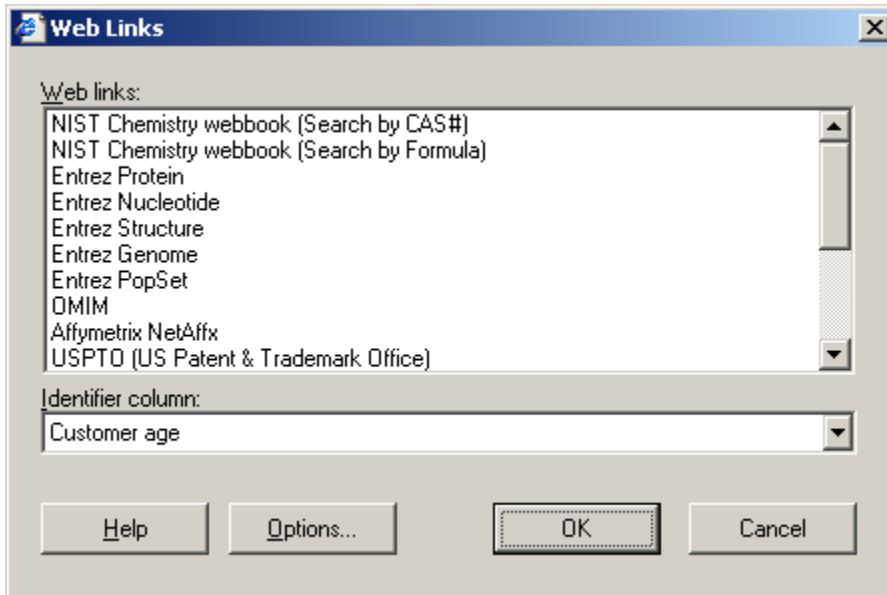 Web Links
Web links:
NIST Chemistry webbook (Search by CAS#)
NIST Chemistry webbook (Search by Formula)
Entrez Protein
Entrez Nucleotide
Entrez Structure
Entrez Genome
Entrez PopSet
OMIM
Affymetrix NetAffx
USPTO (US Patent & Trademark Office)
Identifier column:
Customer age
Help Options... OK Cancel